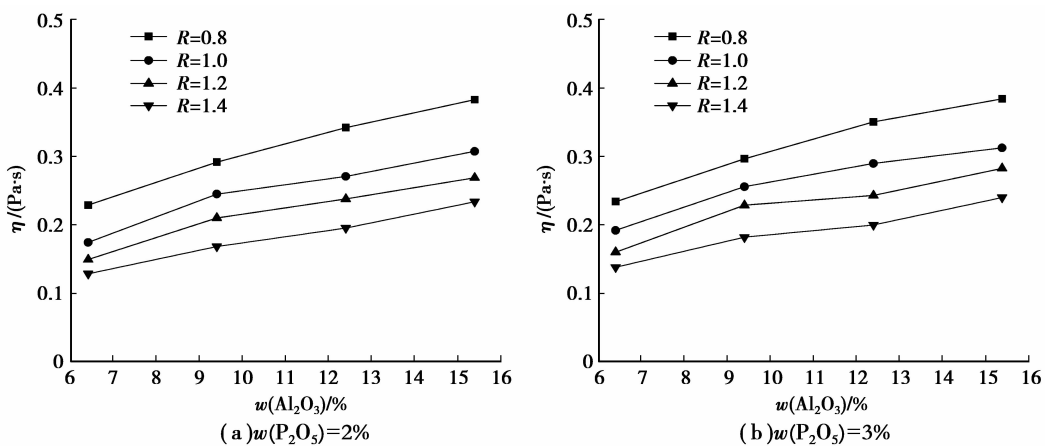 0.5
0.4
0.3
0.2
0.1
0
η/(Pa·s)
R=0.8
R=1.0
R=1.2
R=1.4
6 7 8 9 10 11 12 13 14 15 16
w(Al₂O₃)/%
(a)w(P₂O₅)=2%
0.5
0.4
0.3
0.2
0.1
0
η/(Pa·s)
R=0.8
R=1.0
R=1.2
R=1.4
6 7 8 9 10 11 12 13 14 15 16
w(Al₂O₃)/%
(b)w(P₂O₅)=3%